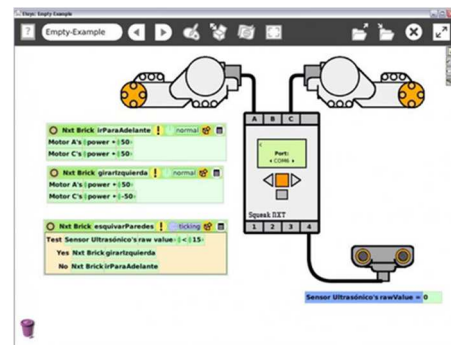 Etoys: Empty-Example
Empty-Example
A B C
Port:
COM6
Squeak NXT
1 2 3 4
Nxt Brick irParaAdelante ! normal
Motor A's power 50
Motor C's power 50
Nxt Brick girarIzquierda ! normal
Motor A's power 50
Motor C's power -50
Nxt Brick esquivarParedes ! ticking
Test Sensor Ultrasónico's raw value < 15
Yes Nxt Brick girarIzquierda
No Nxt Brick irParaAdelante
Sensor Ultrasónico's rawValue = 0